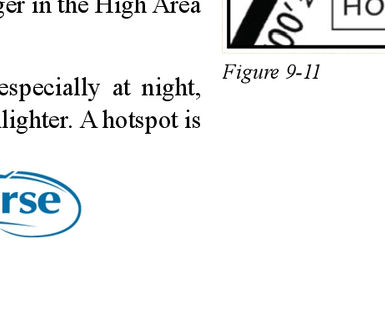 ger in the High Area
especially at night,
lighter. A hotspot is
rse
00'
HO
Figure 9-11